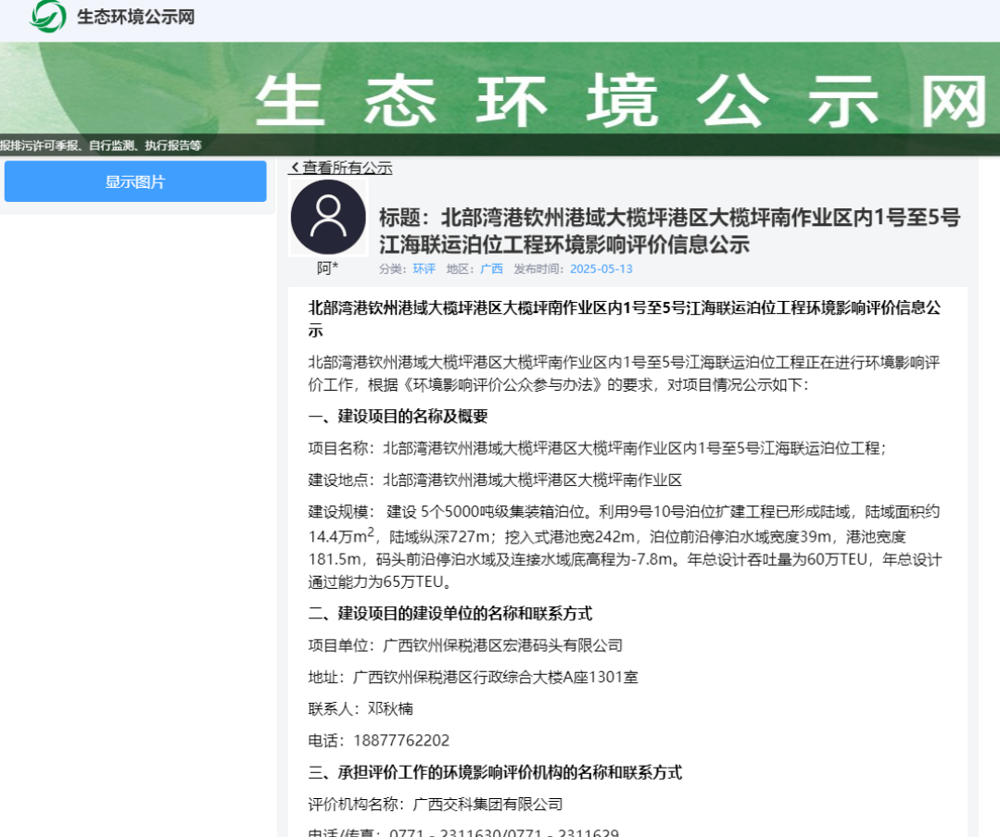 生态环境公示网
生态环境公示网
报排污许可季报、自行监测、执行报告等
显示图片
查看所有公示
标题：北部湾港钦州港域大榄坪港区大榄坪南作业区内1号至5号
江海联运泊位工程环境影响评价信息公示
阿*
分类：环评 地区：广西 发布时间：2025-05-13
北部湾港钦州港域大榄坪港区大榄坪南作业区内1号至5号江海联运泊位工程环境影响评价信息公
示
北部湾港钦州港域大榄坪港区大榄坪南作业区内1号至5号江海联运泊位工程正在进行环境影响评
价工作，根据《环境影响评价公众参与办法》的要求，对项目情况公示如下：
一、建设项目的名称及概要
项目名称：北部湾港钦州港域大榄坪港区大榄坪南作业区内1号至5号江海联运泊位工程；
建设地点：北部湾港钦州港域大榄坪港区大榄坪南作业区
建设规模： 建设 5个5000吨级集装箱泊位。利用9号10号泊位扩建工程已形成陆域，陆域面积约
14.4万m²，陆域纵深727m；挖入式港池宽242m，泊位前沿停泊水域宽度39m，港池宽度
181.5m，码头前沿停泊水域及连接水域底高程为-7.8m。年总设计吞吐量为60万TEU，年总设计
通过能力为65万TEU。
二、建设项目的建设单位的名称和联系方式
项目单位：广西钦州保税港区宏港码头有限公司
地址：广西钦州保税港区行政综合大楼A座1301室
联系人：邓秋楠
电话：18877762202
三、承担评价工作的环境影响评价机构的名称和联系方式
评价机构名称：广西交科集团有限公司
电话/传真：0771－2311630/0771－2311629